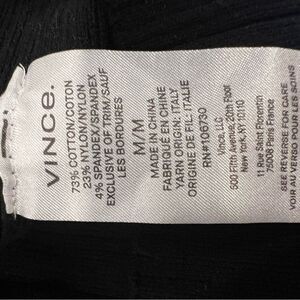 VINCE.
73% COTTON/COTON
23% NYLON/NYLON
4% SPANDEX/SPANDEX
EXCLUSIVE OF TRIM/SAUF
LES BORDURES
M/M
MADE IN CHINA
FABRIQUÉ EN CHINE
YARN ORIGIN: ITALY
ORIGINE DE FIL: ITALIE
RN#106730
Vince, LLC
500 Fifth Avenue, 20th Floor
New York, NY 10110
11 Rue Saint Florentin
75008 Paris France
SEE REVERSE FOR CARE
VOIR AU VERSO POUR SOINS